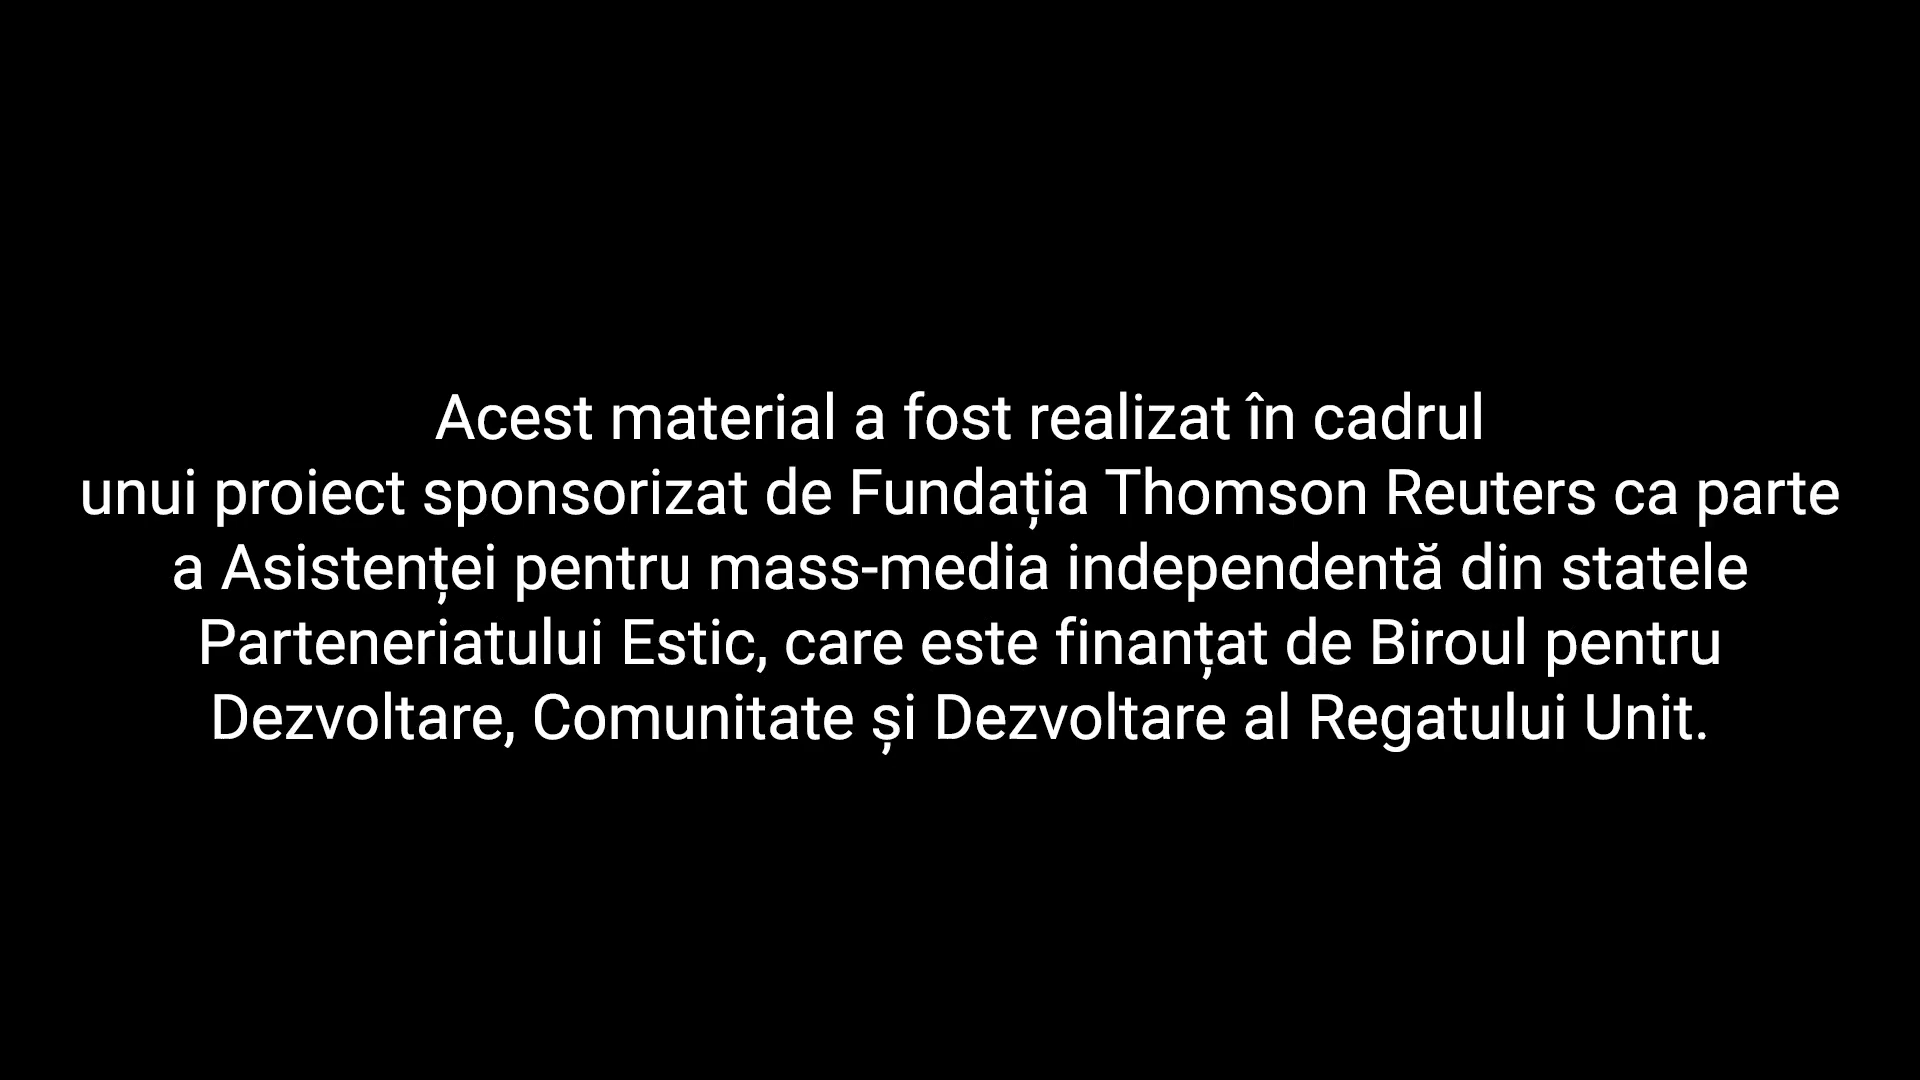 Acest material a fost realizat în cadrul
unui proiect sponsorizat de Fundația Thomson Reuters ca parte
a Asistenței pentru mass-media independentă din statele
Parteneriatului Estic, care este finanțat de Biroul pentru
Dezvoltare, Comunitate și Dezvoltare al Regatului Unit.